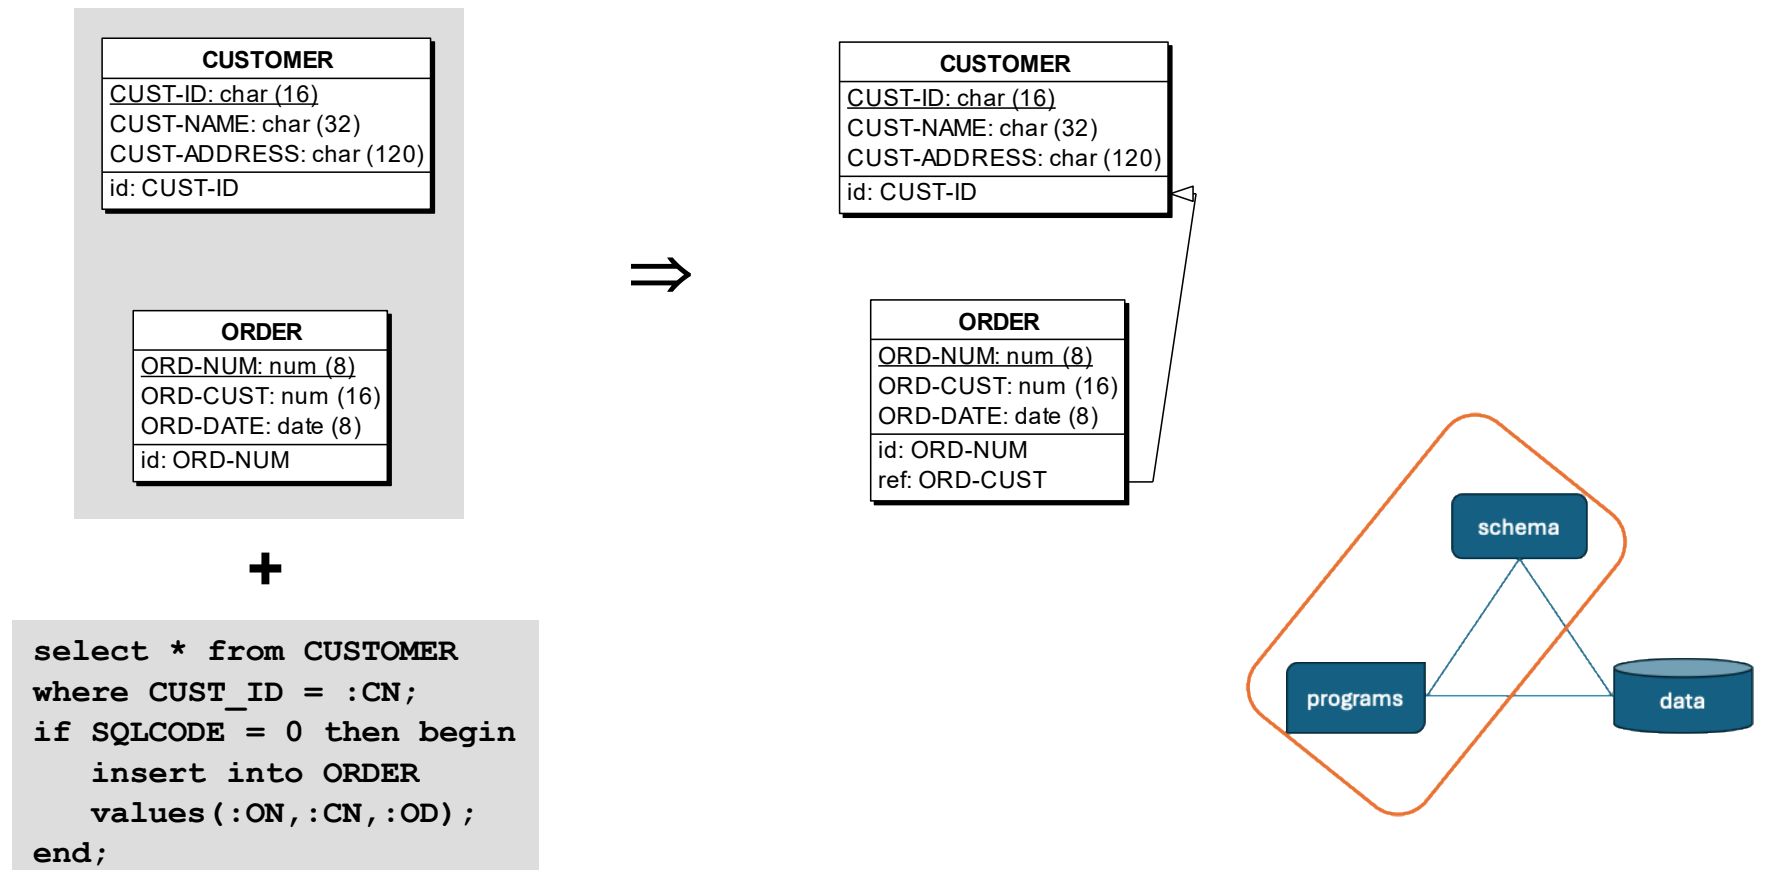 CUSTOMER
CUST-ID: char (16)
CUST-NAME: char (32)
CUST-ADDRESS: char (120)
id: CUST-ID
ORDER
ORD-NUM: num (8)
ORD-CUST: num (16)
ORD-DATE: date (8)
id: ORD-NUM
+
select * from CUSTOMER
where CUST_ID = :CN;
if SQLCODE = 0 then begin
insert into ORDER
values(:ON,:CN,:OD);
end;
⇒
CUSTOMER
CUST-ID: char (16)
CUST-NAME: char (32)
CUST-ADDRESS: char (120)
id: CUST-ID
ORDER
ORD-NUM: num (8)
ORD-CUST: num (16)
ORD-DATE: date (8)
id: ORD-NUM
ref: ORD-CUST
schema
programs
data